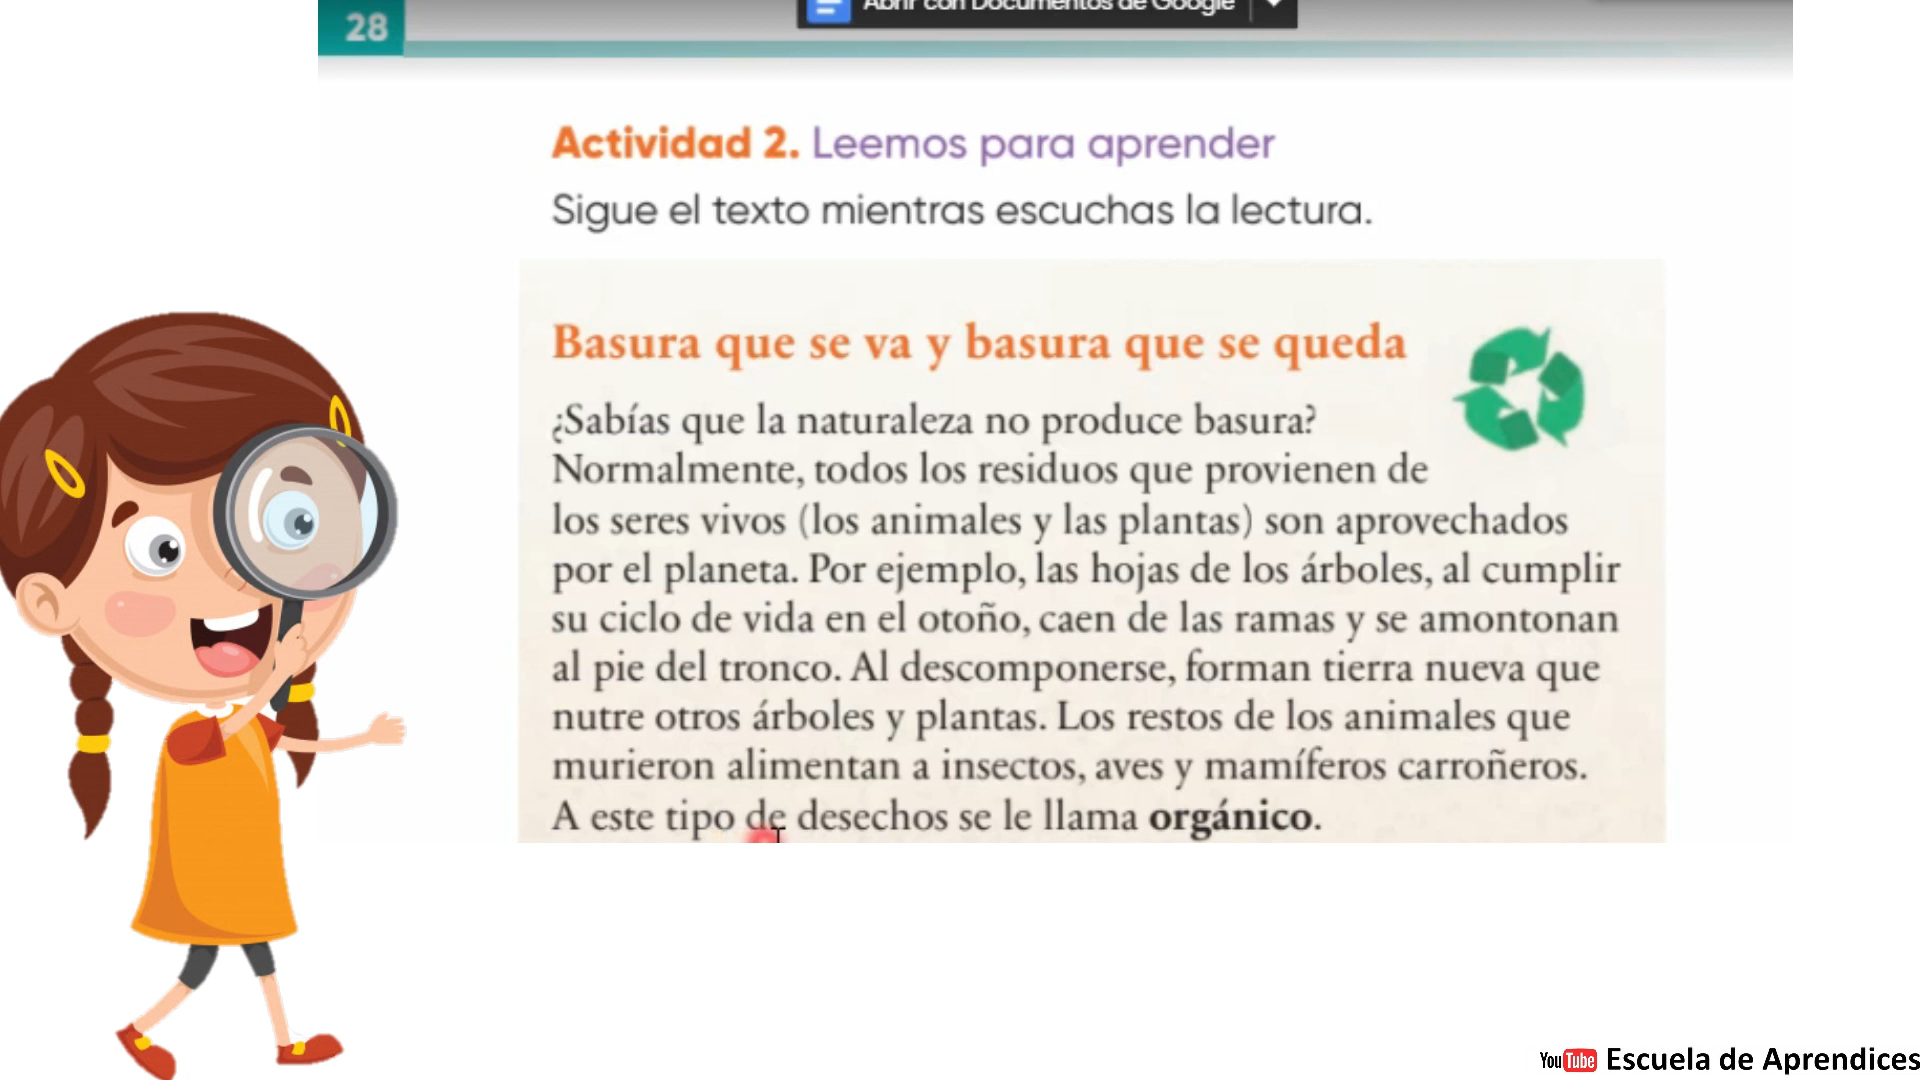 28
Abrir con Documentos de Google
Actividad 2. Leemos para aprender
Sigue el texto mientras escuchas la lectura.
Basura que se va y basura que se queda
¿Sabías que la naturaleza no produce basura?
Normalmente, todos los residuos que provienen de
los seres vivos (los animales y las plantas) son aprovechados
por el planeta. Por ejemplo, las hojas de los árboles, al cumplir
su ciclo de vida en el otoño, caen de las ramas y se amontonan
al pie del tronco. Al descomponerse, forman tierra nueva que
nutre otros árboles y plantas. Los restos de los animales que
murieron alimentan a insectos, aves y mamíferos carroñeros.
A este tipo de desechos se le llama orgánico.
YouTube Escuela de Aprendices